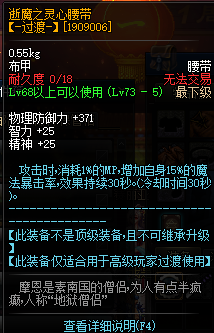 逝魔之灵心腰带
【-过渡-】[1909006]
0.55kg
布甲 腰带
耐久度 0/18 无法交易
Lv68以上可以使用 (Lv73 - 5) 最下级
物理防御力 +371
智力 +25
精神 +25
攻击时,消耗1%的MP,增加自身15%的魔
法暴击率,效果持续30秒。(冷却时间30秒
)。
------------------------
----------------
【此装备不是顶级装备,且不可继承升级
】
【此装备仅适合用于高级玩家过渡使用】
摩恩是素南国的僧侣,为人有点半疯
癫,人称“地狱僧侣”
查看详细说明(F4)